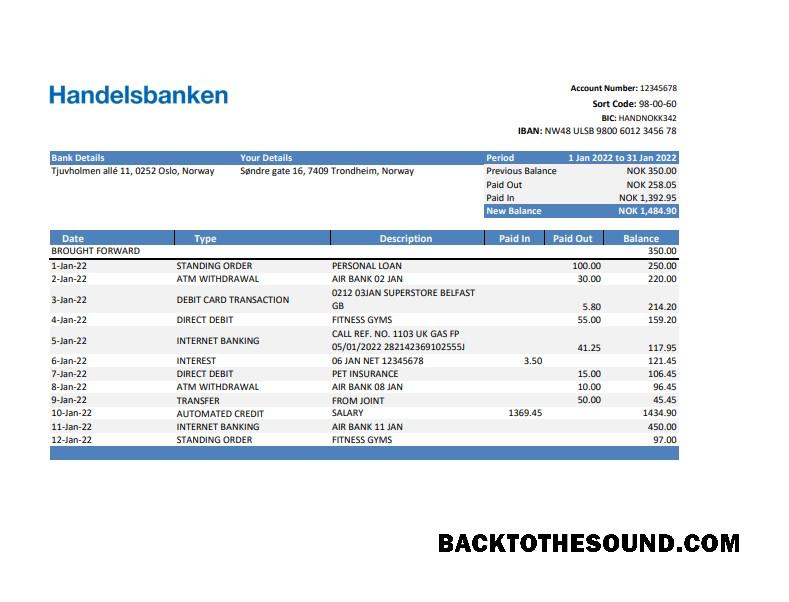 Handelsbanken
Account Number: 12345678
Sort Code: 98-00-60
BIC: HANDNOKK342
IBAN: NW48 ULSB 9800 6012 3456 78
Bank Details Your Details Period 1 Jan 2022 to 31 Jan 2022
Tjuvholmen allé 11, 0252 Oslo, Norway Søndre gate 16, 7409 Trondheim, Norway Previous Balance NOK 350.00
Paid Out NOK 258.05
Paid In NOK 1,392.95
New Balance NOK 1,484.90
Date Type Description Paid In Paid Out Balance
BROUGHT FORWARD 350.00
1-Jan-22 STANDING ORDER PERSONAL LOAN 100.00 250.00
2-Jan-22 ATM WITHDRAWAL AIR BANK 02 JAN 30.00 220.00
3-Jan-22 DEBIT CARD TRANSACTION 0212 03JAN SUPERSTORE BELFAST
GB 5.80 214.20
4-Jan-22 DIRECT DEBIT FITNESS GYMS 55.00 159.20
5-Jan-22 INTERNET BANKING CALL REF. NO. 1103 UK GAS FP
05/01/2022 282142369102555J 41.25 117.95
6-Jan-22 INTEREST 06 JAN NET 12345678 3.50 121.45
7-Jan-22 DIRECT DEBIT PET INSURANCE 15.00 106.45
8-Jan-22 ATM WITHDRAWAL AIR BANK 08 JAN 10.00 96.45
9-Jan-22 TRANSFER FROM JOINT 50.00 45.45
10-Jan-22 AUTOMATED CREDIT SALARY 1369.45 1434.90
11-Jan-22 INTERNET BANKING AIR BANK 11 JAN 450.00
12-Jan-22 STANDING ORDER FITNESS GYMS 97.00
BACKTOTHESOUND.COM